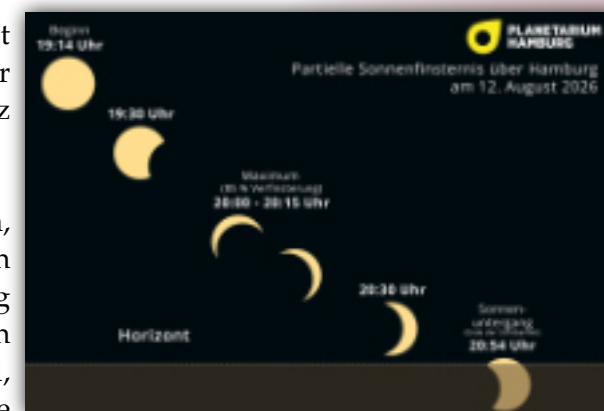 PLANETARIUM
HAMBURG
Partielle Sonnenfinsternis über Hamburg
am 12. August 2026
Beginn
19:14 Uhr
19:30 Uhr
Maximum
20:00 - 20:15 Uhr
20:30 Uhr
Sonnen-
untergang
20:54 Uhr
Horizont